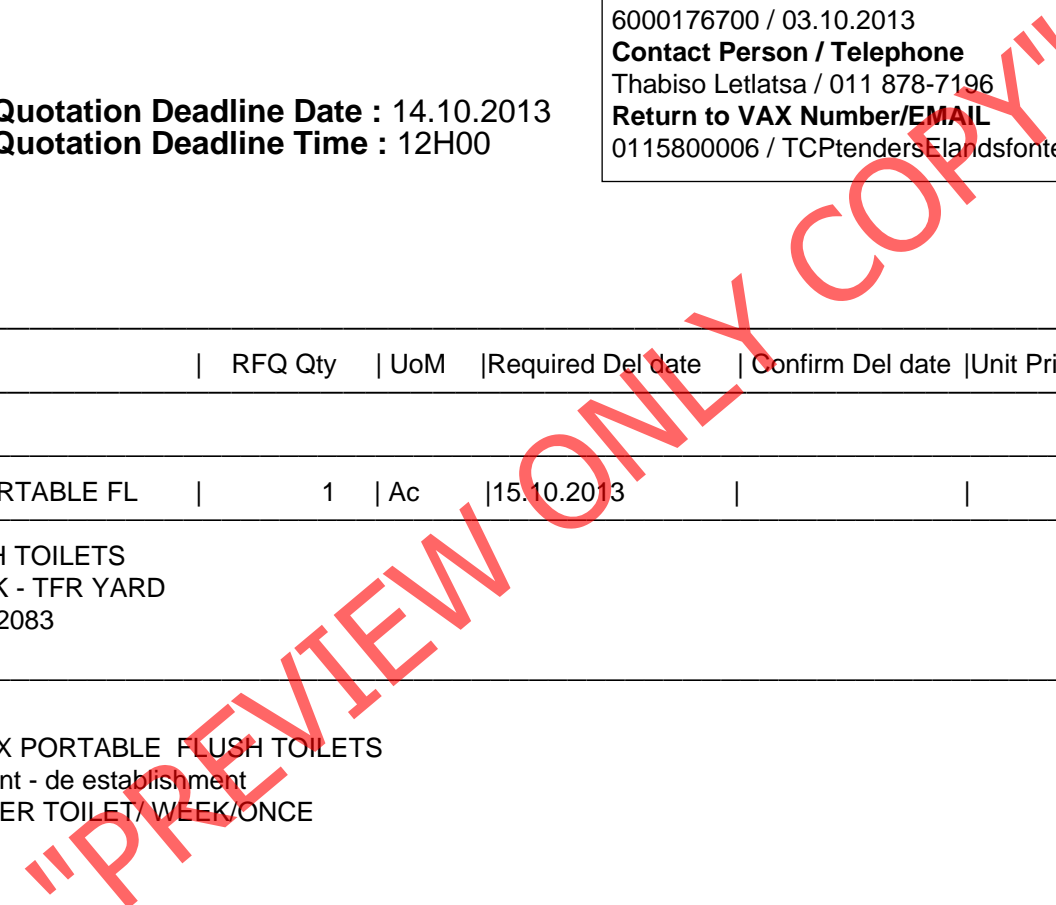 6000176700 / 03.10.2013
Contact Person / Telephone
Thabiso Letlatsa / 011 878-7196
Quotation Deadline Date : 14.10.2013
Return to VAX Number/EMAIL
Quotation Deadline Time : 12H00
0115800006 / TCPtendersElandsfonte
| RFQ Qty | UoM |Required Del date | Confirm Del date |Unit Pri
RTABLE FL | 1 | Ac |15.10.2013 | |
H TOILETS
K - TFR YARD
2083
X PORTABLE FLUSH TOILETS
nt - de establishment
ER TOILET/ WEEK/ONCE
"PREVIEW ONLY COPY"